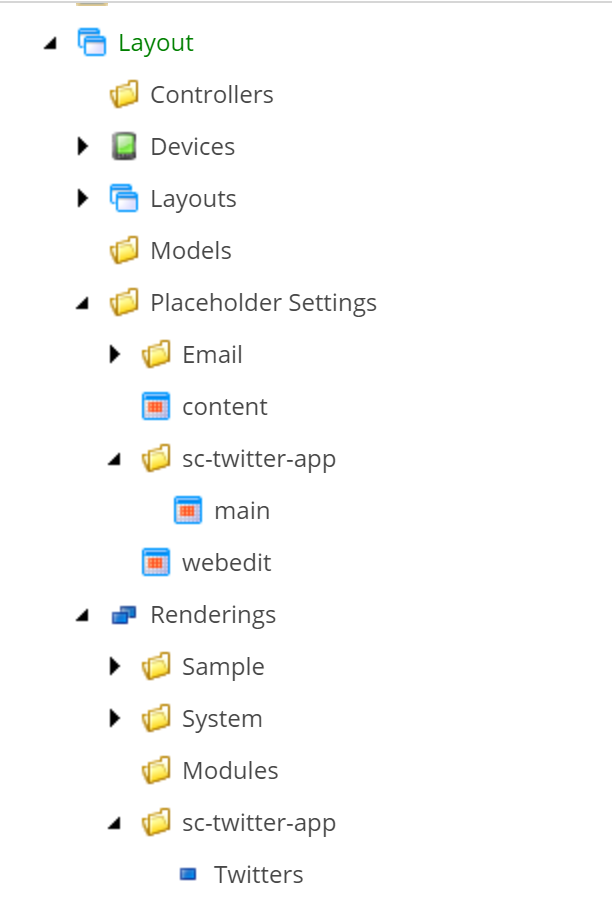 Layout
Controllers
Devices
Layouts
Models
Placeholder Settings
Email
content
sc-twitter-app
main
webedit
Renderings
Sample
System
Modules
sc-twitter-app
Twitters